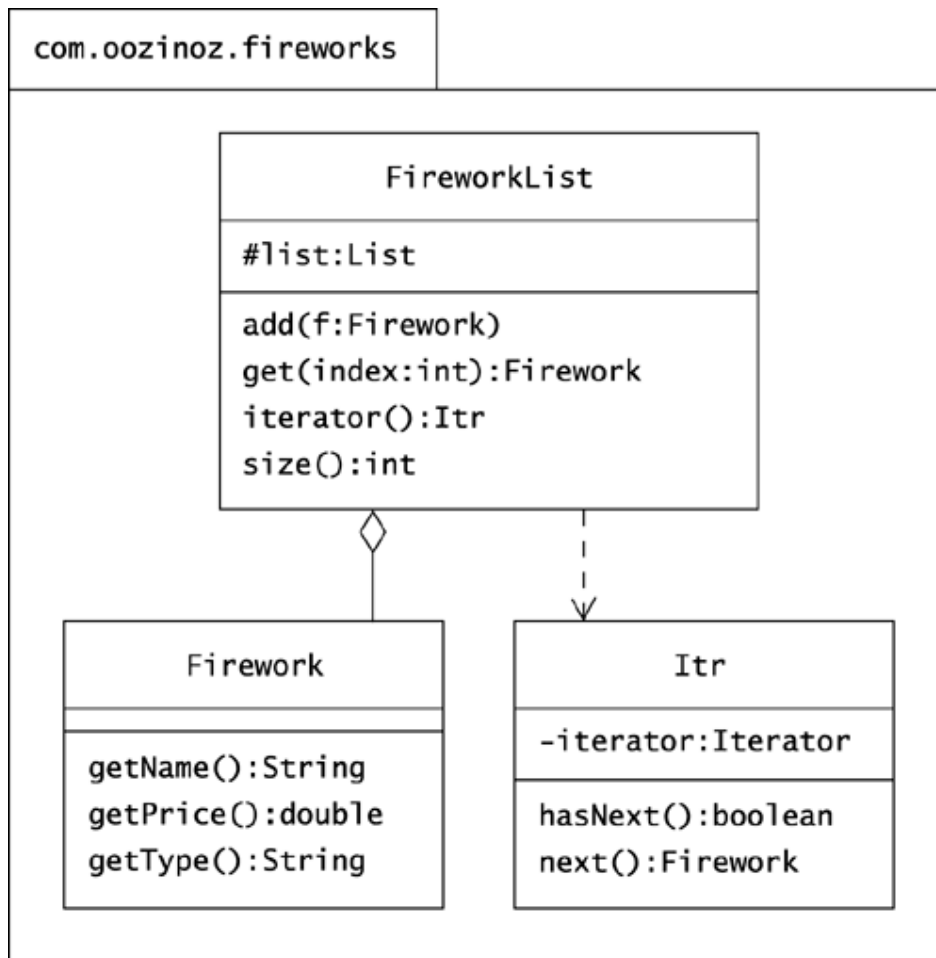 com.oozinoz.fireworks
FireworkList
#list:List
add(f:Firework)
get(index:int):Firework
iterator():Itr
size():int
Firework
getName():String
getPrice():double
getType():String
Itr
-iterator:Iterator
hasNext():boolean
next():Firework